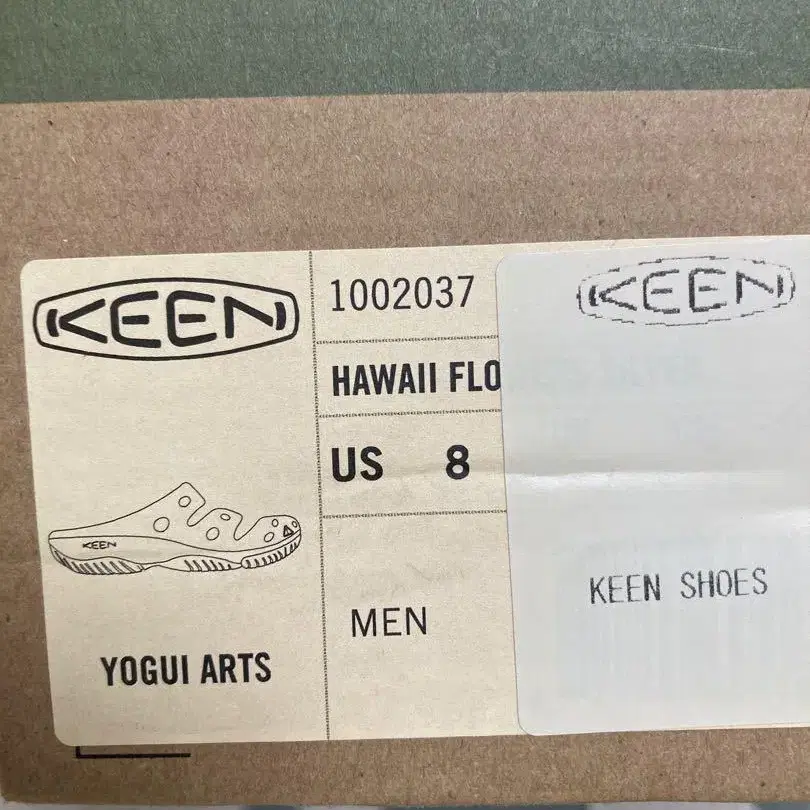 KEEN
1002037
HAWAII FLO
US 8
MEN
KEEN
YOGUI ARTS
KEEN
KEEN SHOES